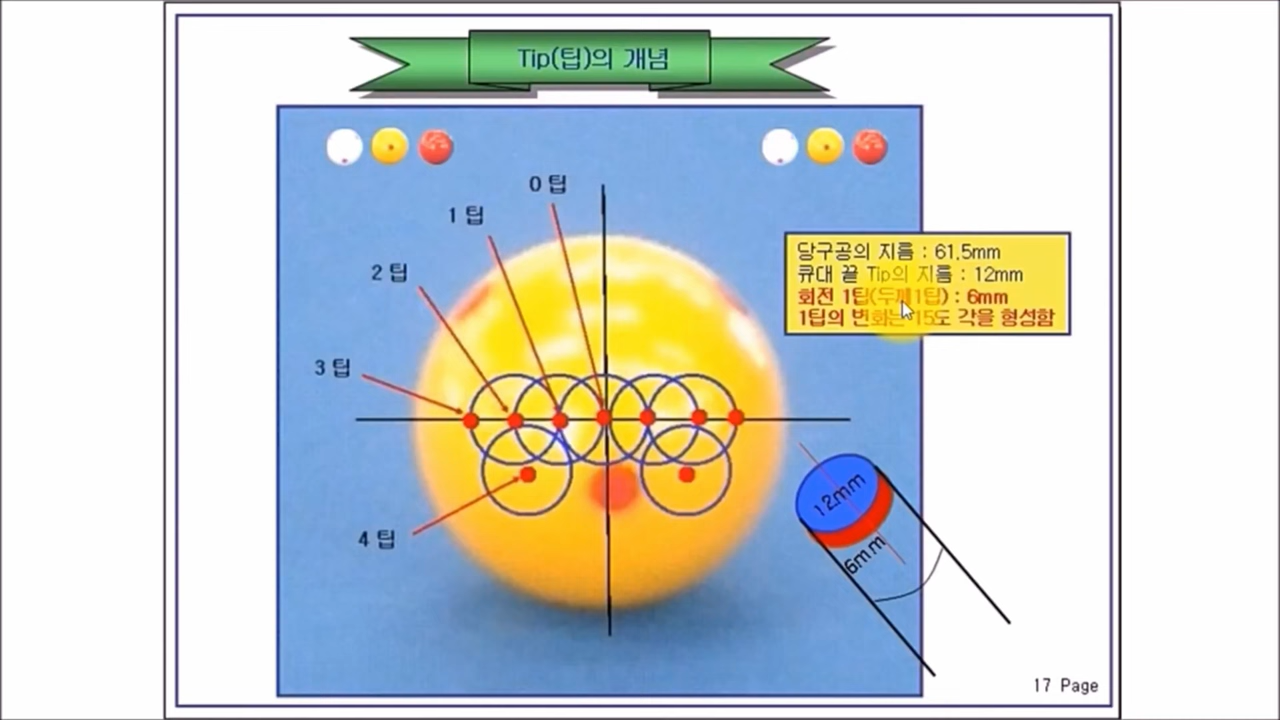 Tip(팁)의 개념
0 팁
1 팁
2 팁
3 팁
4 팁
당구공의 지름 : 61.5mm
큐대 끝 Tip의 지름 : 12mm
회전 1팁(두께1팁) : 6mm
1팁의 변화는 15도 각을 형성함
12mm
6mm
17 Page